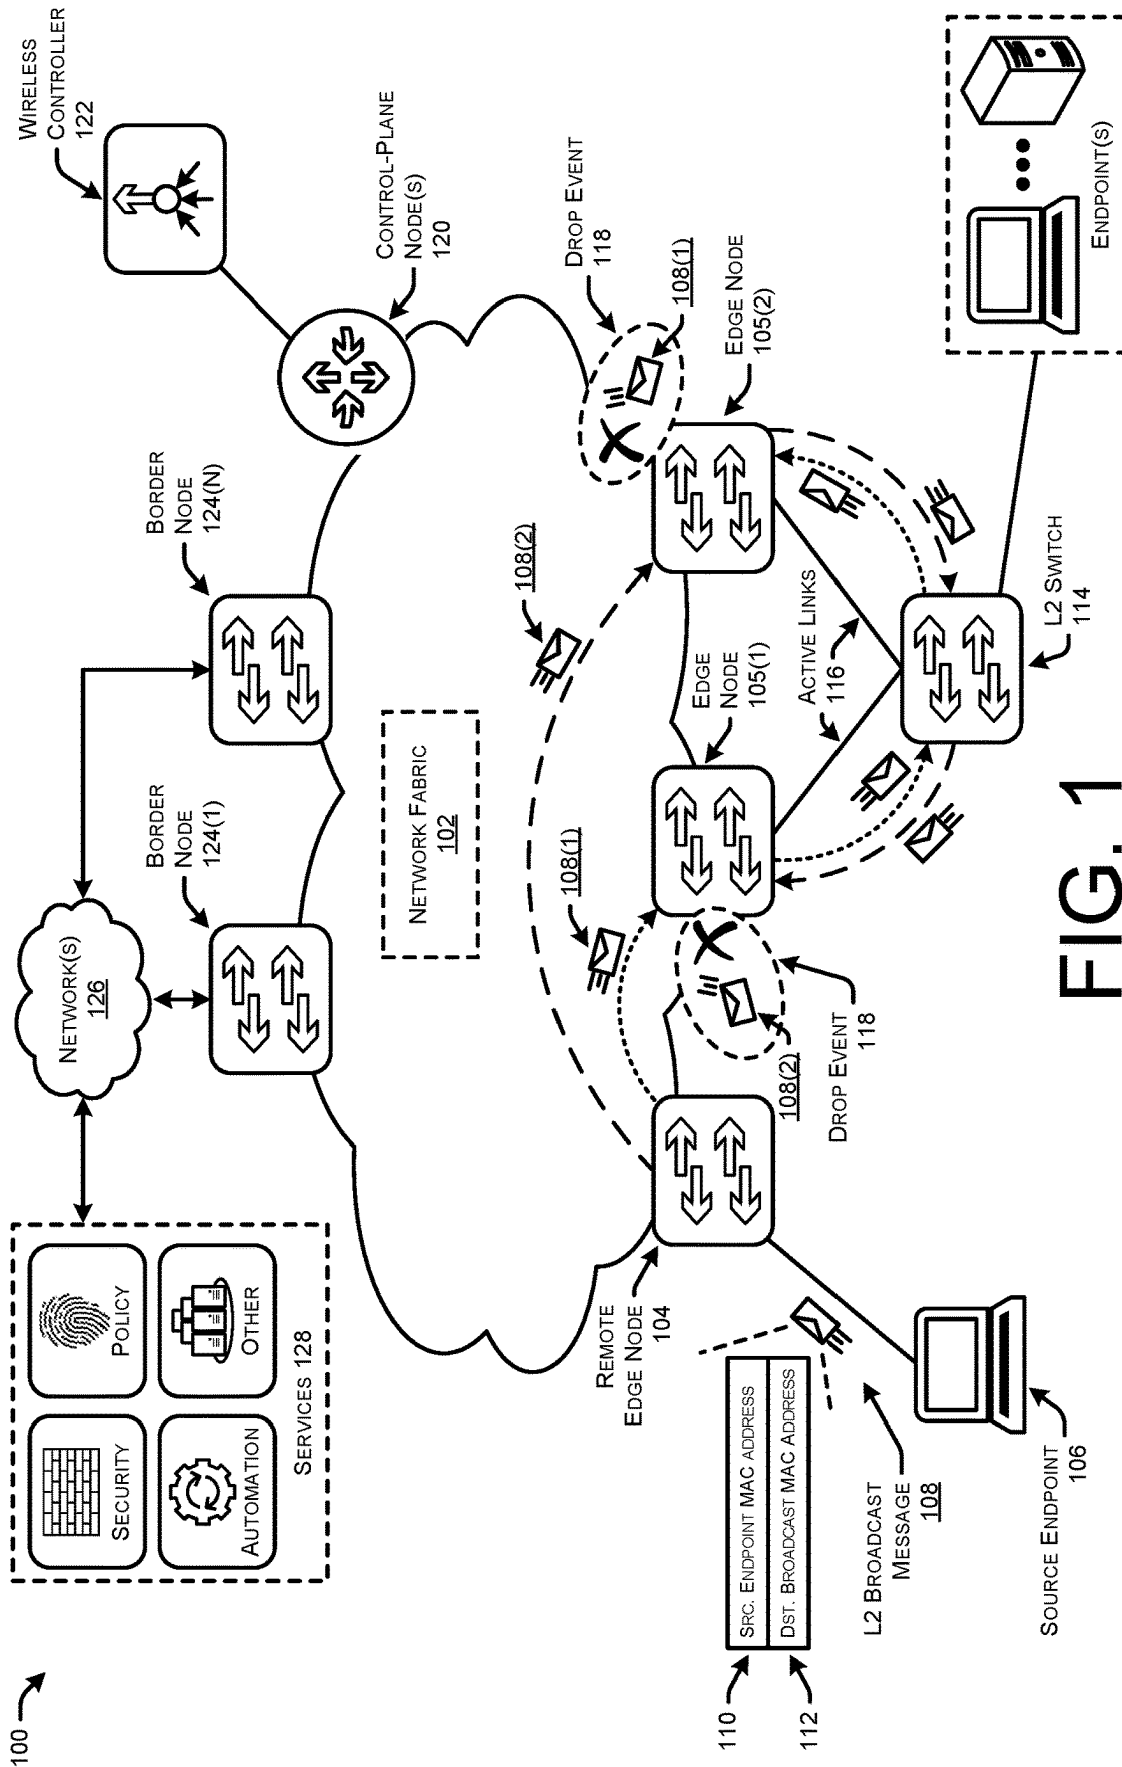 100
SECURITY
POLICY
AUTOMATION
OTHER
SERVICES 128
NETWORK(S)
126
BORDER
NODE
124(1)
BORDER
NODE
124(N)
WIRELESS
CONTROLLER
122
CONTROL-PLANE
NODE(S)
120
NETWORK FABRIC
102
DROP EVENT
118
108(1)
108(2)
108(1)
REMOTE
EDGE NODE
104
EDGE
NODE
105(1)
EDGE NODE
105(2)
108(2)
DROP EVENT
118
ACTIVE LINKS
116
110
SRC. ENDPOINT MAC ADDRESS
112
DST. BROADCAST MAC ADDRESS
L2 BROADCAST
MESSAGE
108
SOURCE ENDPOINT
106
L2 SWITCH
114
ENDPOINT(S)
FIG. 1